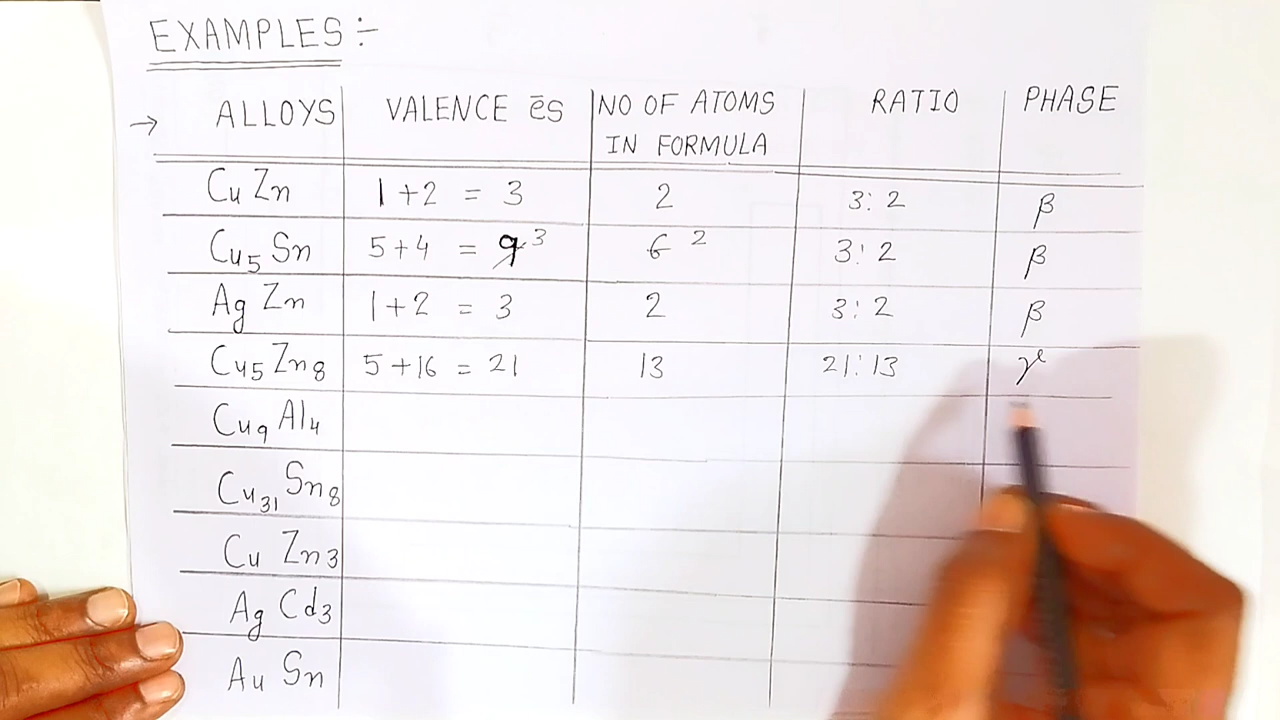 EXAMPLES :-
→ ALLOYS VALENCE ēs NO OF ATOMS IN FORMULA RATIO PHASE
CuZn 1+2 = 3 2 3:2 β
Cu₅Sn 5+4 = 9 3 6 2 3:2 β
AgZn 1+2 = 3 2 3:2 β
Cu₅Zn₈ 5+16 = 21 13 21:13 γ
Cu₉Al₄
Cu₃₁Sn₈
CuZn₃
AgCd₃
AuSn